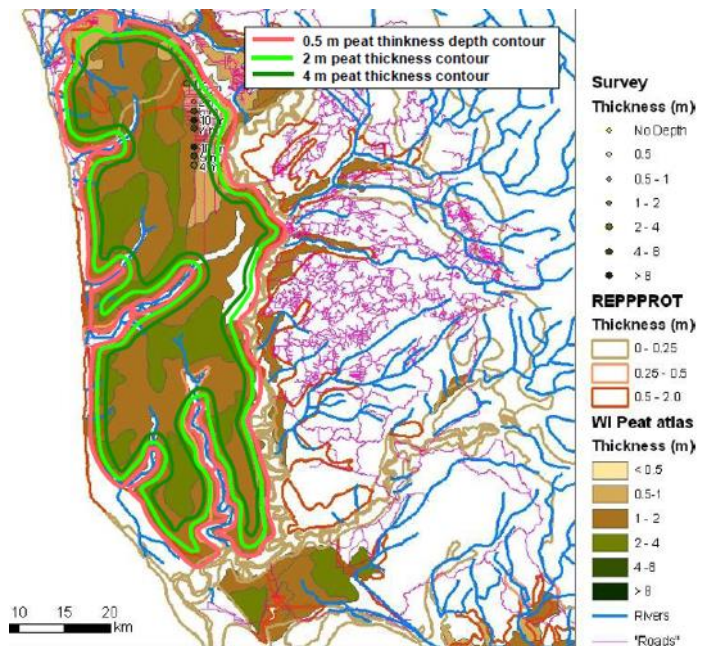 0.5 m peat thinkness depth contour
2 m peat thickness contour
4 m peat thickness contour
Survey
Thickness (m)
No Depth
0.5
0.5 - 1
1 - 2
2 - 4
4 - 8
> 8
REPPPROT
Thickness (m)
0 - 0.25
0.25 - 0.5
0.5 - 2.0
WI Peat atlas
Thickness (m)
< 0.5
0.5-1
1 - 2
2 - 4
4 - 8
> 8
Rivers
"Roads"
10 15 20
km